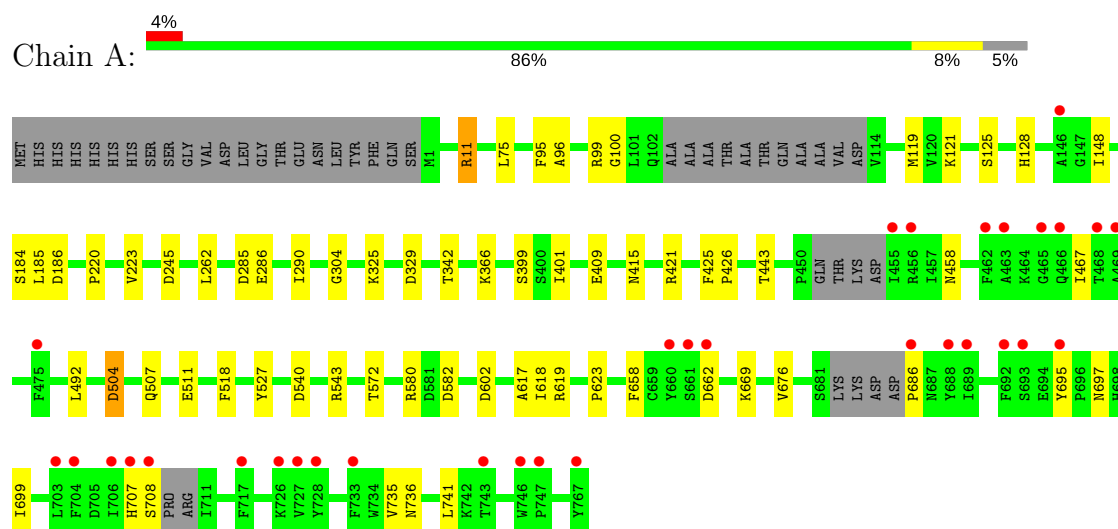 4%
Chain A:
86% 8% 5%
MET HIS HIS HIS HIS HIS HIS SER SER GLY VAL ASP LEU GLY THR GLU ASN LEU TYR PHE GLN SER M1 R11 L75 F95 A96 R99 G100 L101 Q102 ALA ALA ALA THR ALA THR GLN ALA ALA VAL ASP V114 M119 V120 K121 S125 H128 A146 G147 I148
S184 L185 D186 P220 V223 D245 L262 D285 E286 I290 G304 K325 D329 T342 K366 S399 S400 I401 E409 N415 R421 F425 P426 T443 P450 GLN THR LYS ASP I455 R456 I457 N458 F462 A463 K464 G465 Q466 I467 T468 A469
F475 L492 D504 Q507 E511 F518 Y527 D540 R543 T572 R580 D581 D582 D602 A617 I618 R619 P623 F658 C659 Y660 S661 D662 K669 V676 S681 LYS LYS ASP ASP P686 N687 Y688 I689 F692 S693 E694 Y695 P696 N697 H698
I699 L703 F704 D705 I706 H707 S708 PRO ARG I711 F717 K726 V727 Y728 F733 W734 V735 N736 L741 K742 T743 W746 P747 Y767